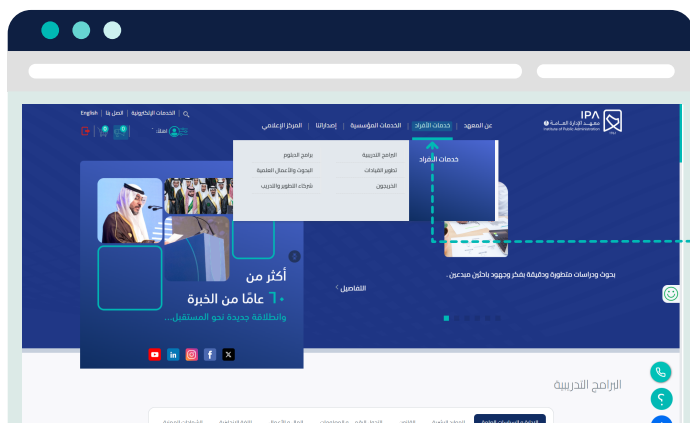 الخدمات الإلكترونية | اتصل بنا | English
IPA
معهد الإدارة العامة
Institute of Public Administration
عن المعهد | خدمات الأفراد | الخدمات المؤسسية | إصداراتنا | المركز الإعلامي
خدمات الأفراد
البرامج التدريبية
برامج الدبلوم
تطوير القيادات
البحوث والأعمال العلمية
الخريجون
شركاء التطوير والتدريب
بحوث ودراسات متطورة ودقيقة بفكر وجهود باحثين مبدعين .
التفاصيل
أكثر من
٦٠ عامًا من الخبرة
وانطلاقة جديدة نحو المستقبل...
البرامج التدريبية